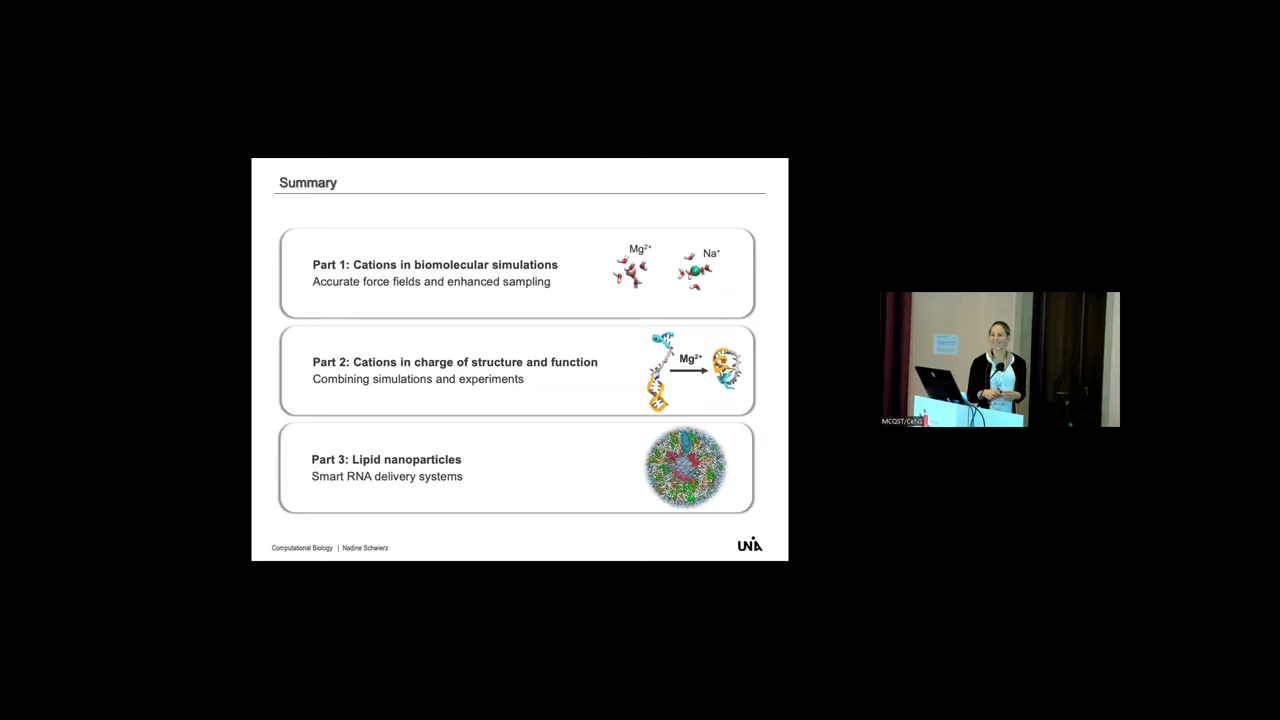 Summary
Part 1: Cations in biomolecular simulations
Accurate force fields and enhanced sampling
Mg²⁺
Na⁺
Part 2: Cations in charge of structure and function
Combining simulations and experiments
Mg²⁺
Part 3: Lipid nanoparticles
Smart RNA delivery systems
Computational Biology | Nadine Schwierz
UNIA
MCQST/CeNS